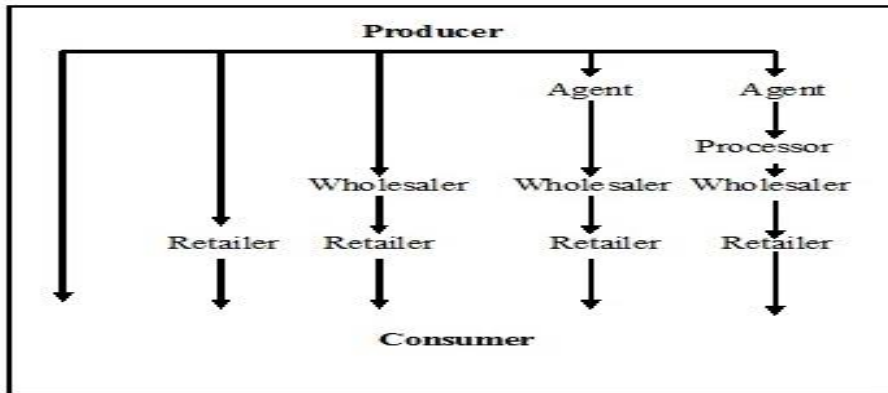 Producer
Agent Agent
Processor
Wholesaler Wholesaler Wholesaler
Retailer Retailer Retailer Retailer
Consumer